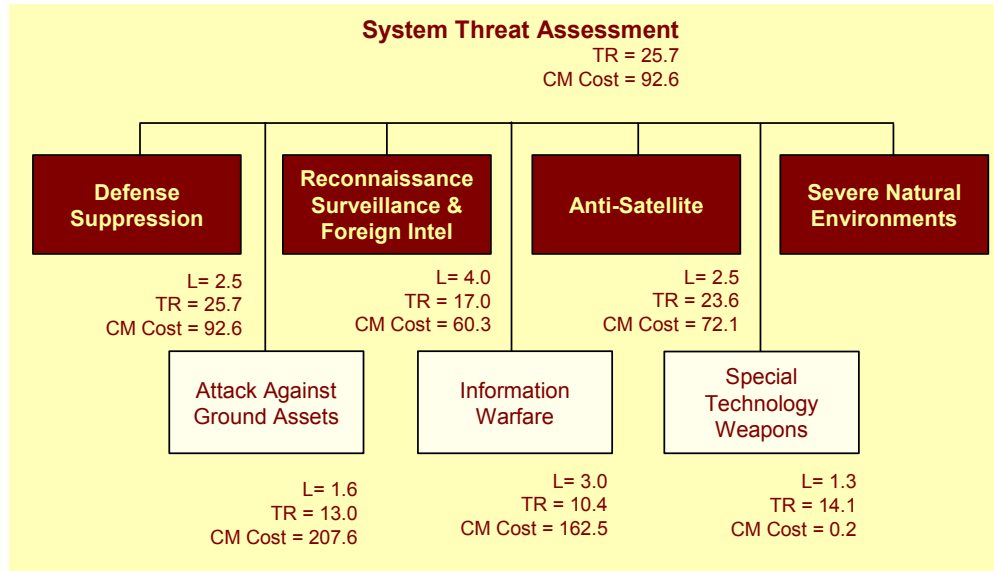 System Threat Assessment
TR = 25.7
CM Cost = 92.6
Defense
Suppression
Reconnaissance
Surveillance &
Foreign Intel
Anti-Satellite
Severe Natural
Environments
L= 2.5
TR = 25.7
CM Cost = 92.6
L= 4.0
TR = 17.0
CM Cost = 60.3
L= 2.5
TR = 23.6
CM Cost = 72.1
Attack Against
Ground Assets
Information
Warfare
Special
Technology
Weapons
L= 1.6
TR = 13.0
CM Cost = 207.6
L= 3.0
TR = 10.4
CM Cost = 162.5
L= 1.3
TR = 14.1
CM Cost = 0.2